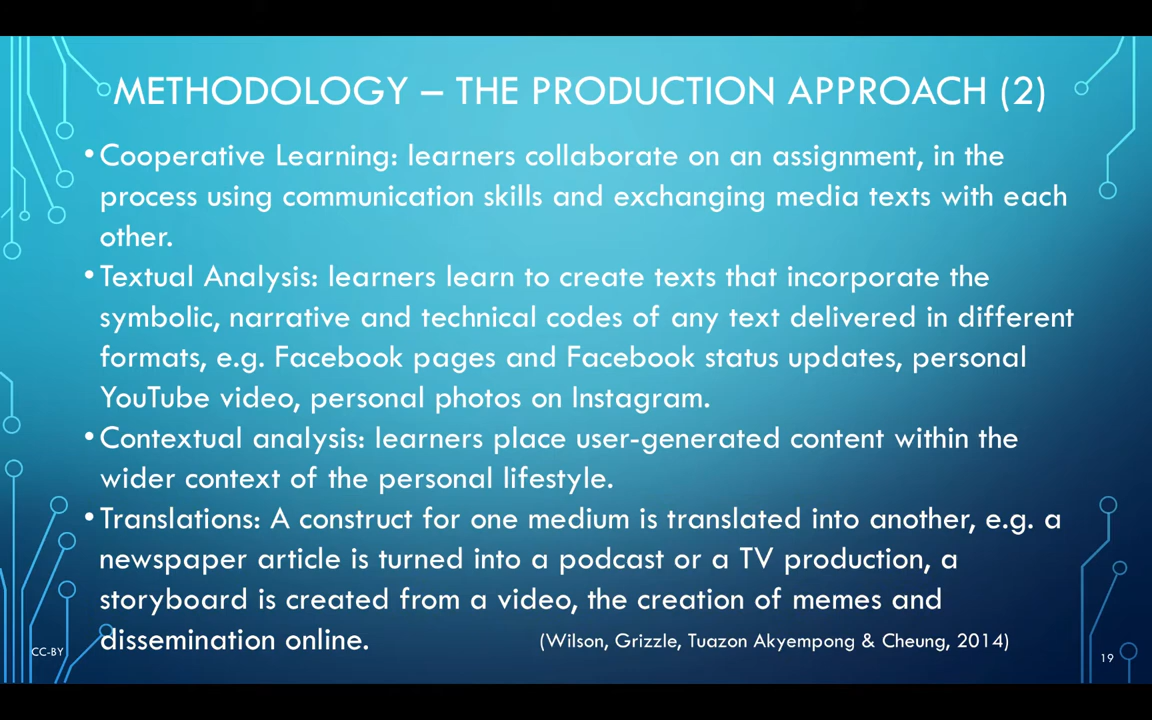 METHODOLOGY – THE PRODUCTION APPROACH (2)
• Cooperative Learning: learners collaborate on an assignment, in the
process using communication skills and exchanging media texts with each
other.
• Textual Analysis: learners learn to create texts that incorporate the
symbolic, narrative and technical codes of any text delivered in different
formats, e.g. Facebook pages and Facebook status updates, personal
YouTube video, personal photos on Instagram.
• Contextual analysis: learners place user-generated content within the
wider context of the personal lifestyle.
• Translations: A construct for one medium is translated into another, e.g. a
newspaper article is turned into a podcast or a TV production, a
storyboard is created from a video, the creation of memes and
dissemination online.
(Wilson, Grizzle, Tuazon Akyempong & Cheung, 2014)
CC-BY
19